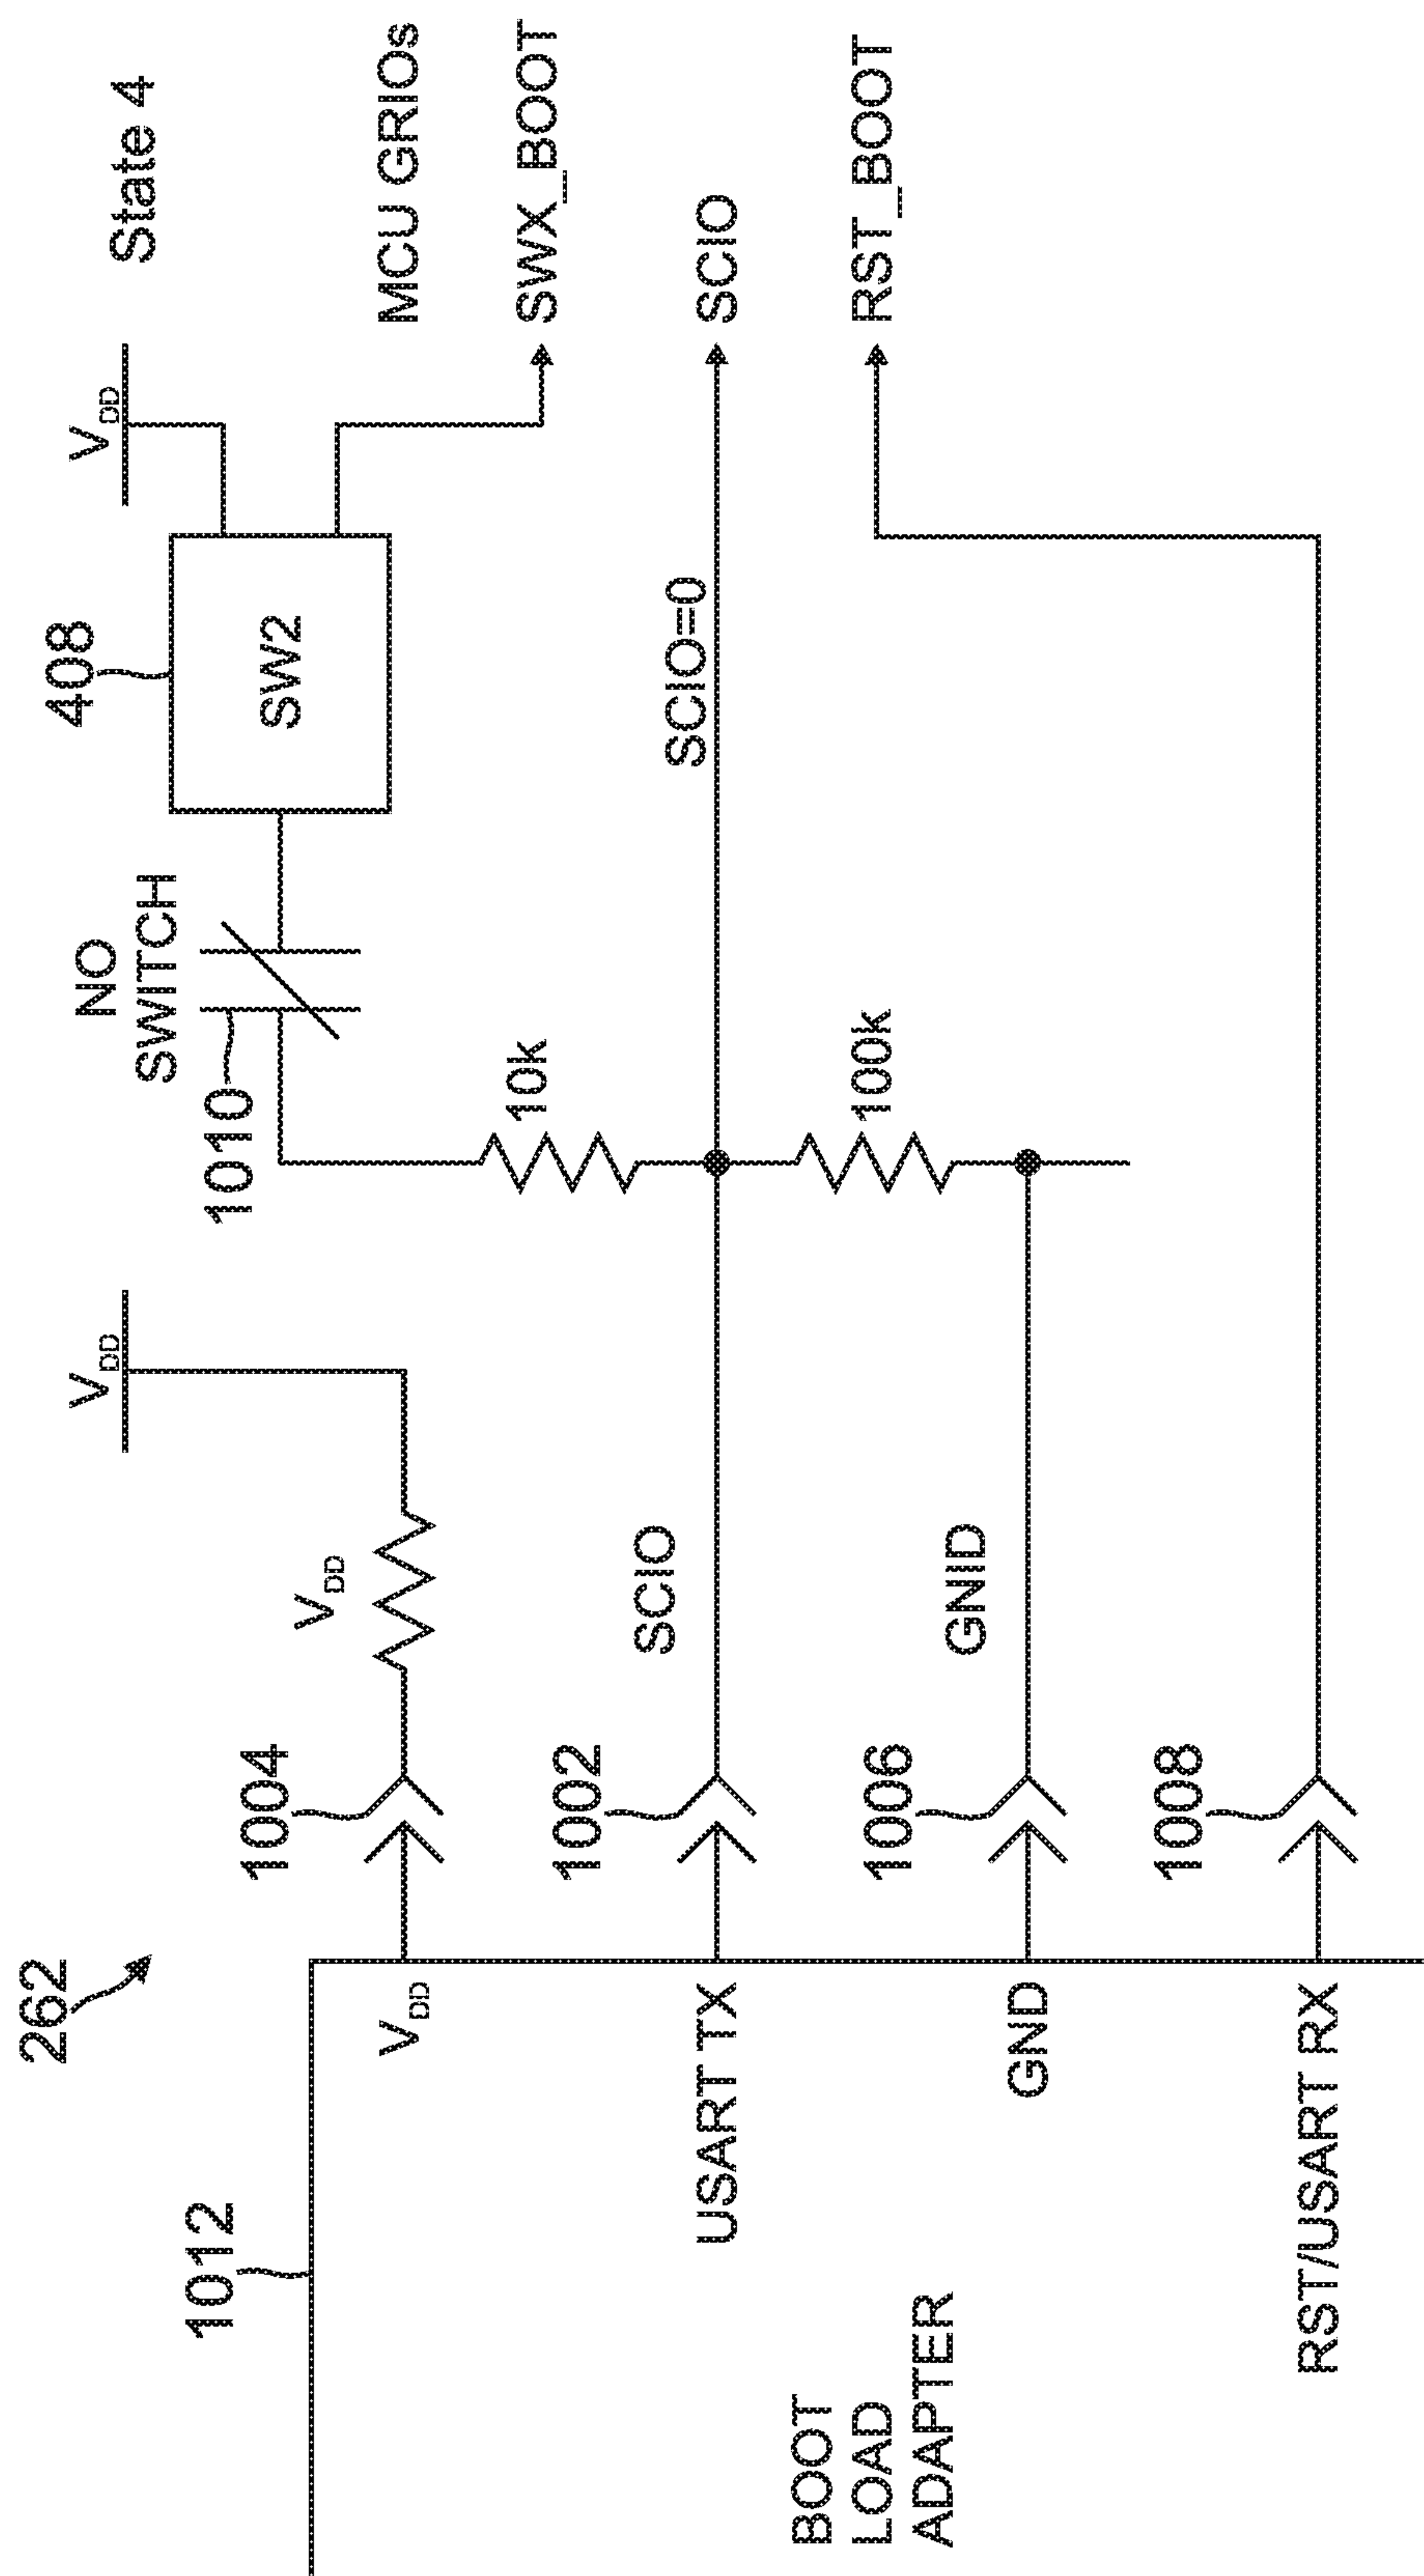 262
State 4
1012
1004
V_DD
V_DD
NO
SWITCH
1010
408
V_DD
SW2
MCU GRIOs
SWX_BOOT
10k
V_DD
1002
SCIO
SCIO=0
SCIO
USART TX
BOOT
LOAD
ADAPTER
100k
RST_BOOT
1006
GNID
GND
1008
RST/USART RX